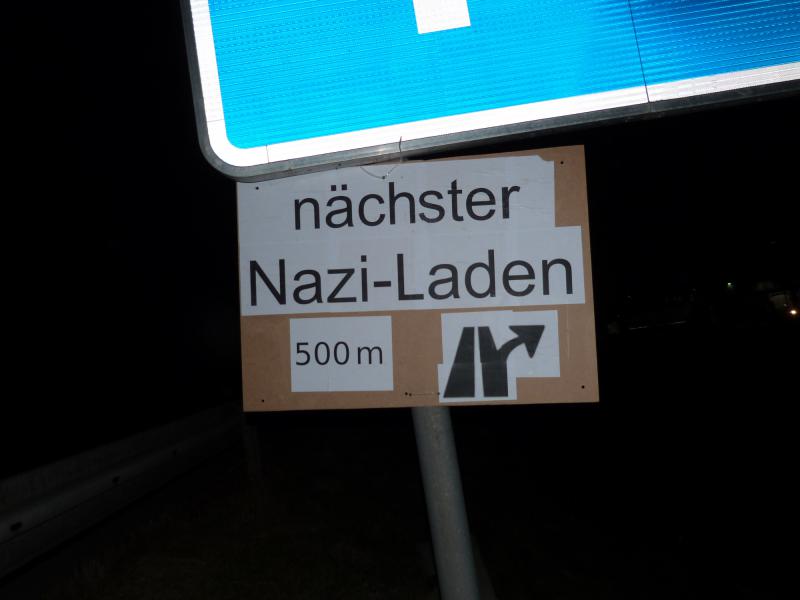 nächster
Nazi-Laden
500 m